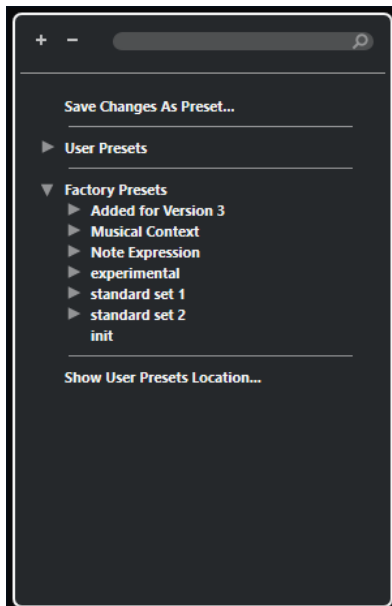 + −
Save Changes As Preset...
User Presets
Factory Presets
Added for Version 3
Musical Context
Note Expression
experimental
standard set 1
standard set 2
init
Show User Presets Location...